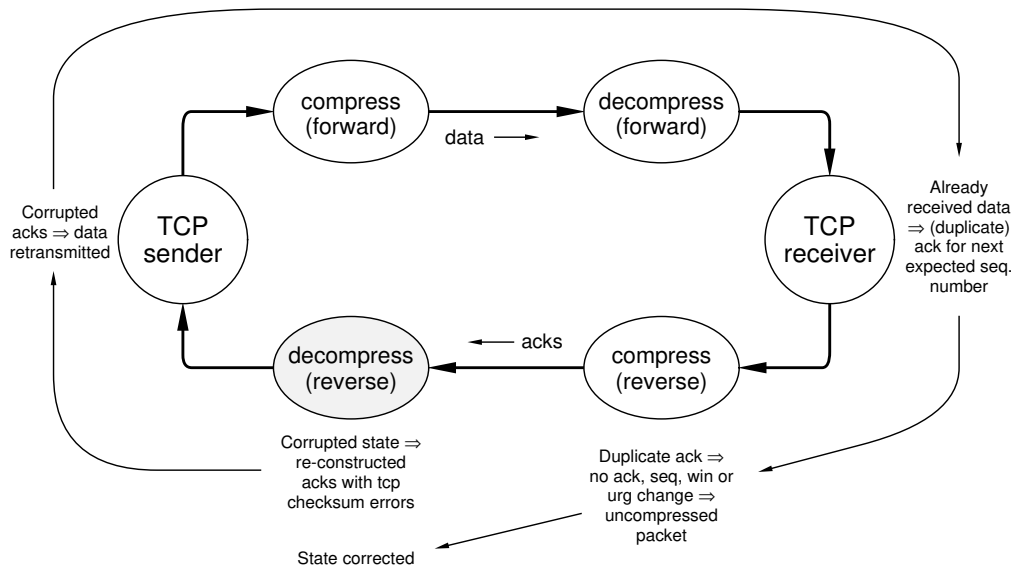 compress
(forward)
decompress
(forward)
data
Corrupted
acks ⇒ data
retransmitted
TCP
sender
TCP
receiver
Already
received data
⇒ (duplicate)
ack for next
expected seq.
number
decompress
(reverse)
acks
compress
(reverse)
Corrupted state ⇒
re-constructed
acks with tcp
checksum errors
Duplicate ack ⇒
no ack, seq, win or
urg change ⇒
uncompressed
packet
State corrected